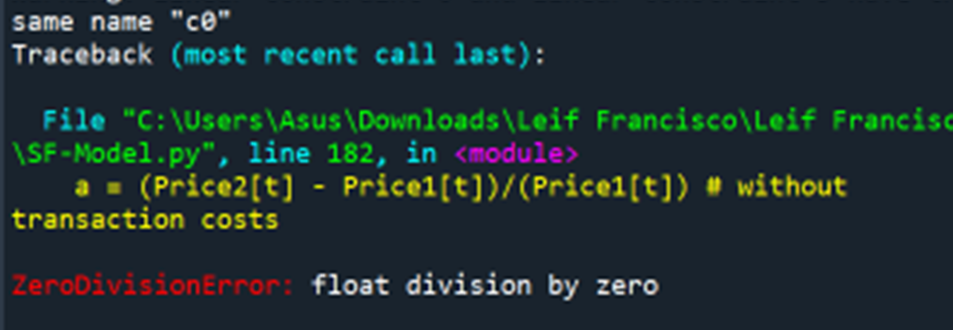 same name "c0"
Traceback (most recent call last):
File "C:\Users\Asus\Downloads\Leif Francisco\Leif Francisc
\SF-Model.py", line 182, in <module>
a = (Price2[t] - Price1[t])/(Price1[t]) # without
transaction costs
ZeroDivisionError: float division by zero